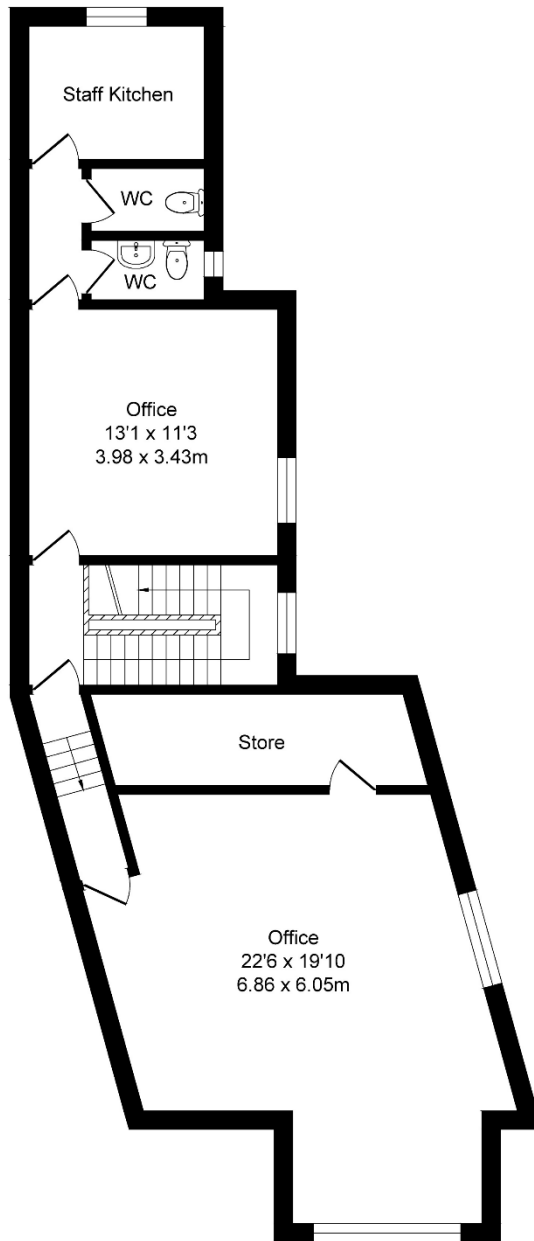 Staff Kitchen
WC
WC
Office
13'1 x 11'3
3.98 x 3.43m
Store
Office
22'6 x 19'10
6.86 x 6.05m